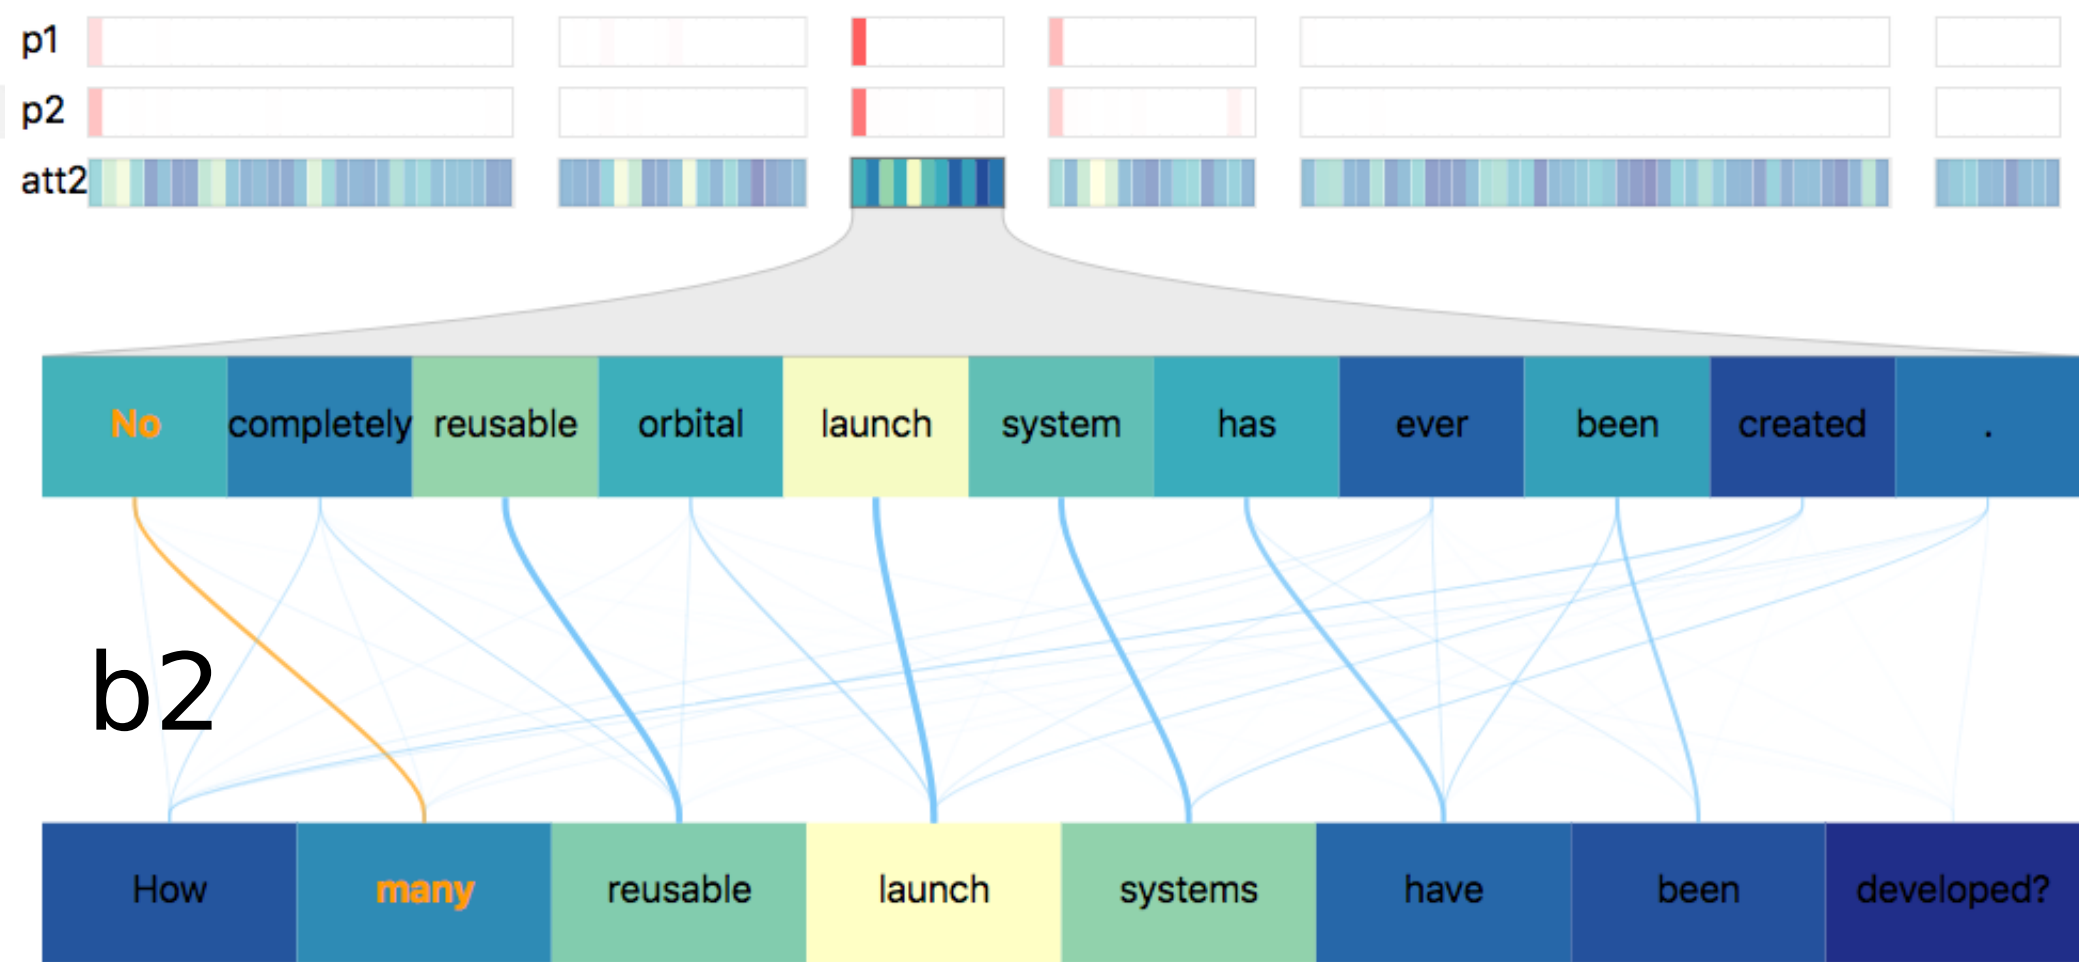 p1
p2
att2
No completely reusable orbital launch system has ever been created .
b2
How many reusable launch systems have been developed?